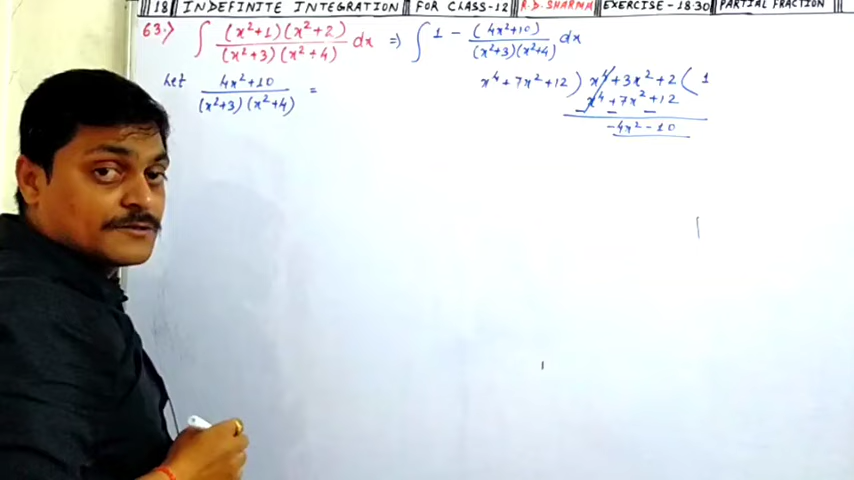 18 INDEFINITE INTEGRATION FOR CLASS-12 R.D. SHARMA EXERCISE-18.30 PARTIAL FRACTION
63.> ∫ (x²+1)(x²+2) / (x²+3)(x²+4) dx => ∫ 1 - (4x²+10) / (x²+3)(x²+4) dx
Let 4x²+10 / (x²+3)(x²+4) =
x⁴+7x²+12 ) x⁴+3x²+2 ( 1
x⁴+7x²+12
- - -
-4x²-10